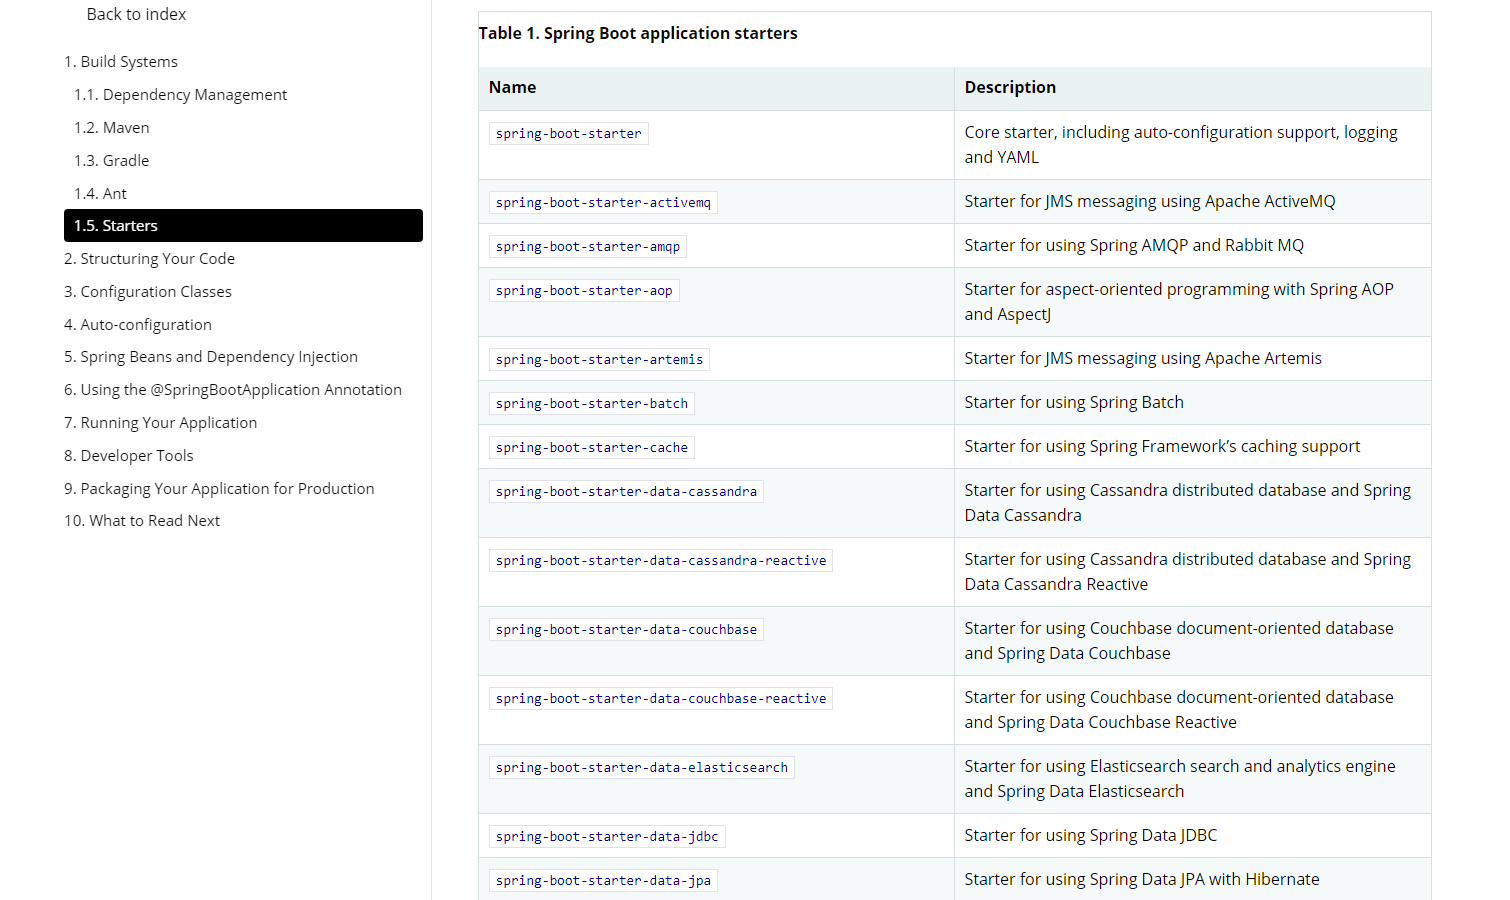 Back to index
1. Build Systems
1.1. Dependency Management
1.2. Maven
1.3. Gradle
1.4. Ant
1.5. Starters
2. Structuring Your Code
3. Configuration Classes
4. Auto-configuration
5. Spring Beans and Dependency Injection
6. Using the @SpringBootApplication Annotation
7. Running Your Application
8. Developer Tools
9. Packaging Your Application for Production
10. What to Read Next
Table 1. Spring Boot application starters
Name Description
spring-boot-starter Core starter, including auto-configuration support, logging
and YAML
spring-boot-starter-activemq Starter for JMS messaging using Apache ActiveMQ
spring-boot-starter-amqp Starter for using Spring AMQP and Rabbit MQ
spring-boot-starter-aop Starter for aspect-oriented programming with Spring AOP
and AspectJ
spring-boot-starter-artemis Starter for JMS messaging using Apache Artemis
spring-boot-starter-batch Starter for using Spring Batch
spring-boot-starter-cache Starter for using Spring Framework’s caching support
spring-boot-starter-data-cassandra Starter for using Cassandra distributed database and Spring
Data Cassandra
spring-boot-starter-data-cassandra-reactive Starter for using Cassandra distributed database and Spring
Data Cassandra Reactive
spring-boot-starter-data-couchbase Starter for using Couchbase document-oriented database
and Spring Data Couchbase
spring-boot-starter-data-couchbase-reactive Starter for using Couchbase document-oriented database
and Spring Data Couchbase Reactive
spring-boot-starter-data-elasticsearch Starter for using Elasticsearch search and analytics engine
and Spring Data Elasticsearch
spring-boot-starter-data-jdbc Starter for using Spring Data JDBC
spring-boot-starter-data-jpa Starter for using Spring Data JPA with Hibernate